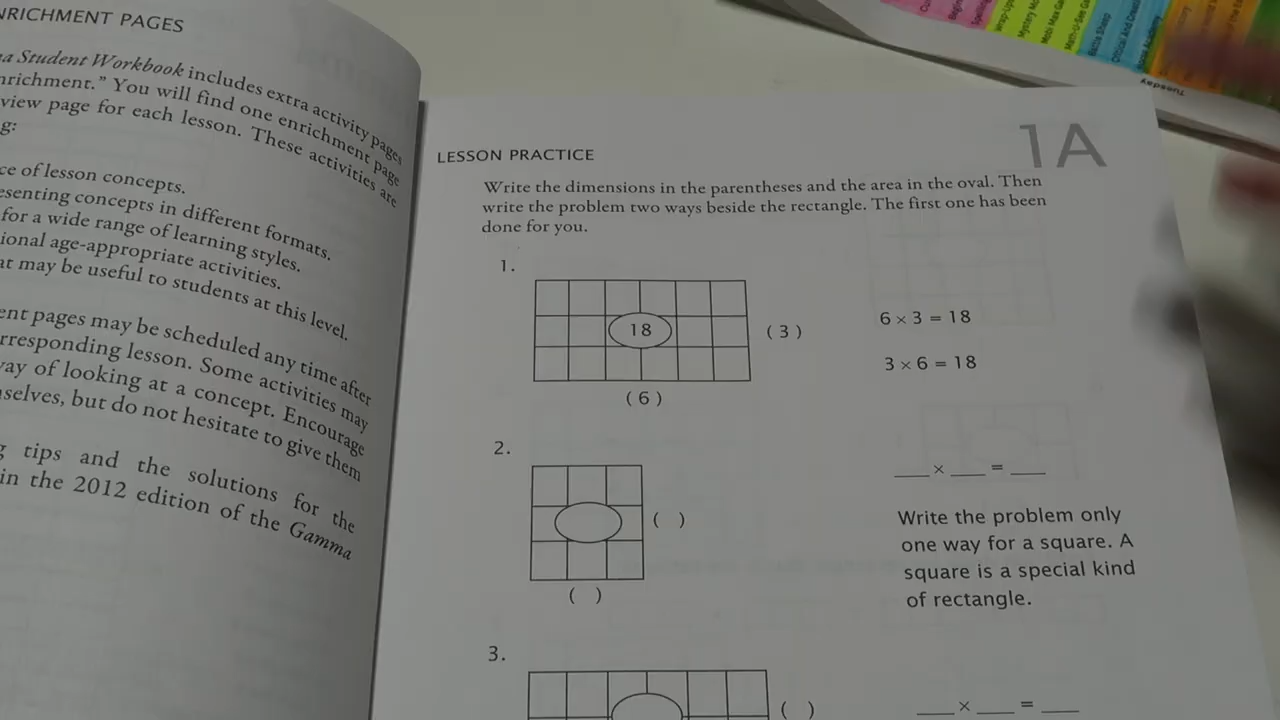 NRICHMENT PAGES
a Student Workbook includes extra activity pages
nrichment." You will find one enrichment page
view page for each lesson. These activities are
g:
ce of lesson concepts.
esenting concepts in different formats.
for a wide range of learning styles.
ional age-appropriate activities.
at may be useful to students at this level.
ent pages may be scheduled any time after
rresponding lesson. Some activities may
way of looking at a concept. Encourage
selves, but do not hesitate to give them
g tips and the solutions for the
in the 2012 edition of the Gamma
LESSON PRACTICE
1A
Write the dimensions in the parentheses and the area in the oval. Then
write the problem two ways beside the rectangle. The first one has been
done for you.
1.
18
( 3 )
( 6 )
6 × 3 = 18
3 × 6 = 18
2.
( )
( )
___ × ___ = ___
Write the problem only
one way for a square. A
square is a special kind
of rectangle.
3.
( )
___ × ___ = ___
Tuesday